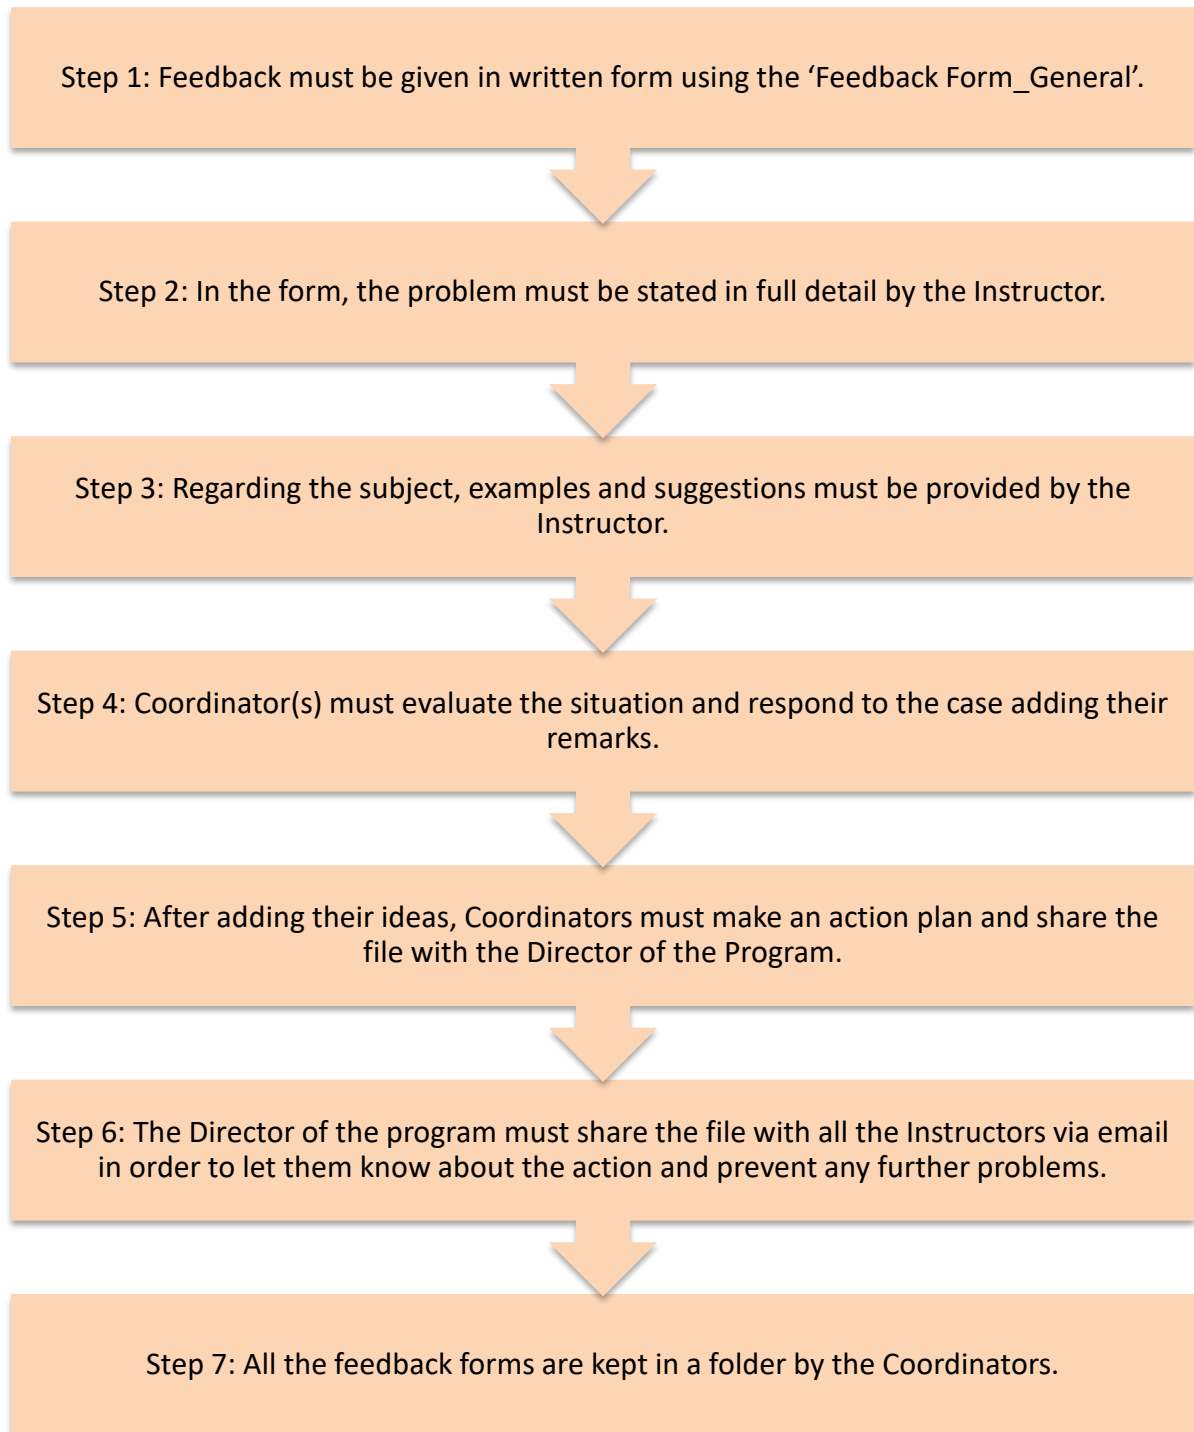 Step 1: Feedback must be given in written form using the ‘Feedback Form_General’.
Step 2: In the form, the problem must be stated in full detail by the Instructor.
Step 3: Regarding the subject, examples and suggestions must be provided by the
Instructor.
Step 4: Coordinator(s) must evaluate the situation and respond to the case adding their
remarks.
Step 5: After adding their ideas, Coordinators must make an action plan and share the
file with the Director of the Program.
Step 6: The Director of the program must share the file with all the Instructors via email
in order to let them know about the action and prevent any further problems.
Step 7: All the feedback forms are kept in a folder by the Coordinators.